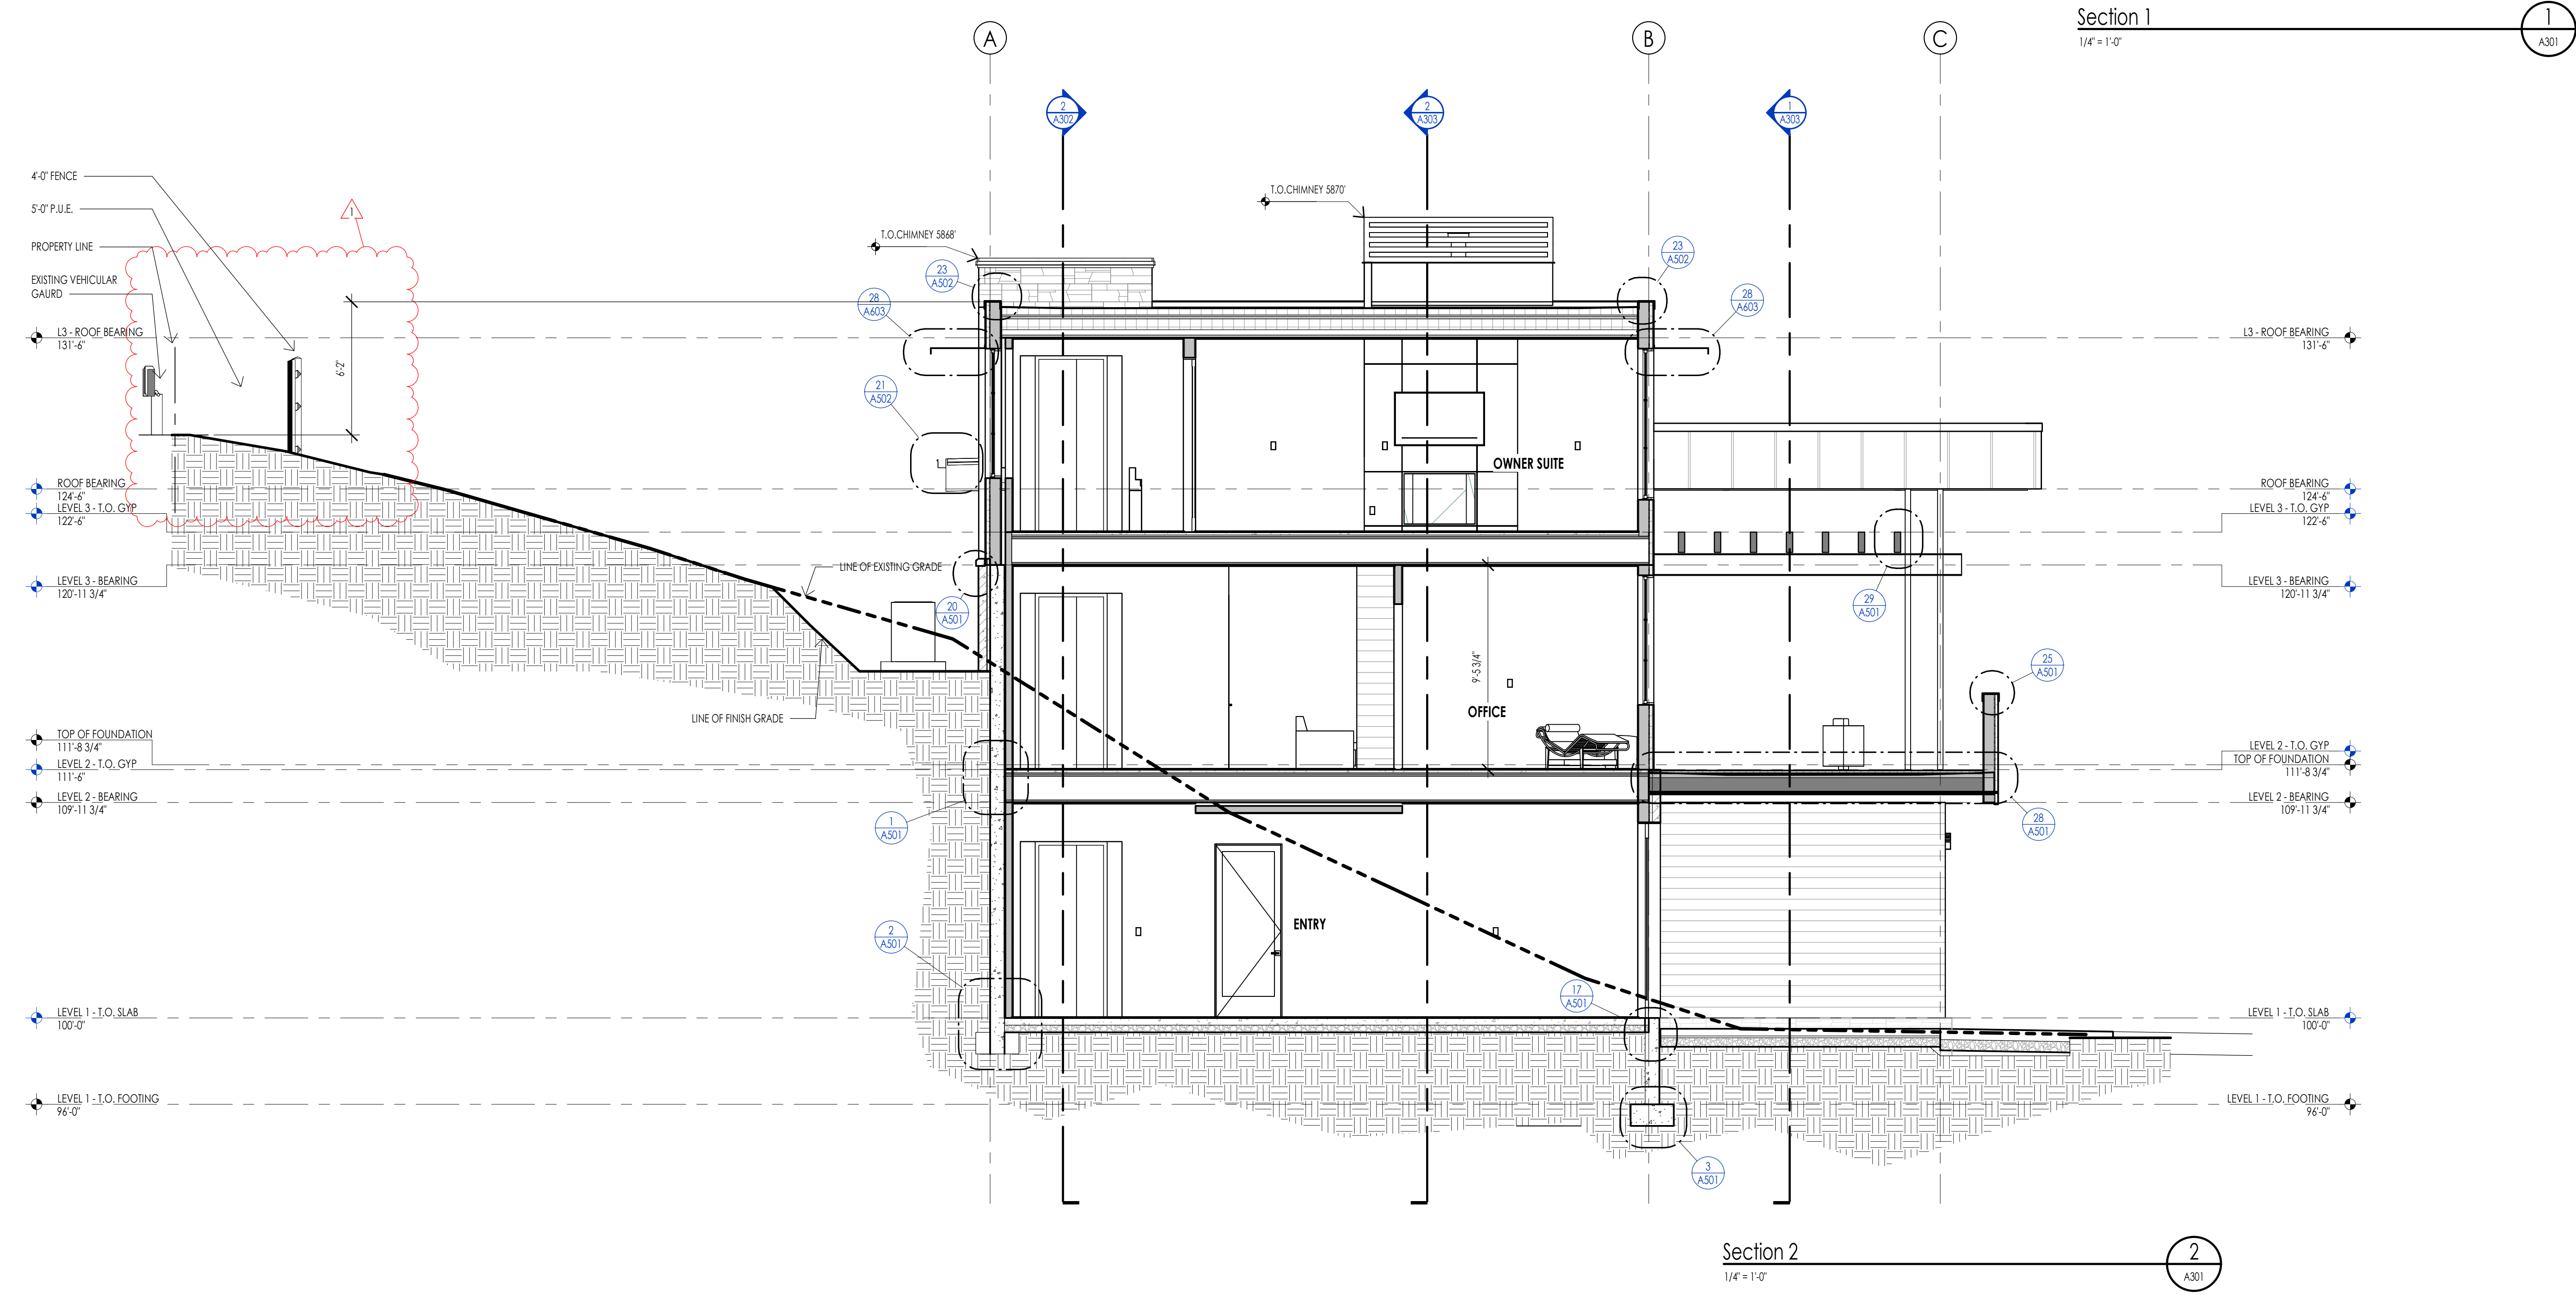 Section 1
1/4" = 1'-0"
1
A301
A
B
C
2
A302
2
A303
1
A303
4'-0" FENCE
5'-0" P.U.E.
PROPERTY LINE
EXISTING VEHICULAR
GAURD
1
6'-2"
T.O.CHIMNEY 5868'
T.O.CHIMNEY 5870'
23
A502
28
A603
21
A502
23
A502
28
A603
L3 - ROOF BEARING
131'-6"
ROOF BEARING
124'-6"
LEVEL 3 - T.O. GYP
122'-6"
LEVEL 3 - BEARING
120'-11 3/4"
TOP OF FOUNDATION
111'-8 3/4"
LEVEL 2 - T.O. GYP
111'-6"
LEVEL 2 - BEARING
109'-11 3/4"
LEVEL 1 - T.O. SLAB
100'-0"
LEVEL 1 - T.O. FOOTING
96'-0"
LINE OF EXISTING GRADE
LINE OF FINISH GRADE
20
A501
1
A501
2
A501
OWNER SUITE
9'-5 3/4"
OFFICE
ENTRY
17
A501
3
A501
29
A501
25
A501
28
A501
L3 - ROOF BEARING
131'-6"
ROOF BEARING
124'-6"
LEVEL 3 - T.O. GYP
122'-6"
LEVEL 3 - BEARING
120'-11 3/4"
LEVEL 2 - T.O. GYP
TOP OF FOUNDATION
111'-8 3/4"
LEVEL 2 - BEARING
109'-11 3/4"
LEVEL 1 - T.O. SLAB
100'-0"
LEVEL 1 - T.O. FOOTING
96'-0"
Section 2
1/4" = 1'-0"
2
A301